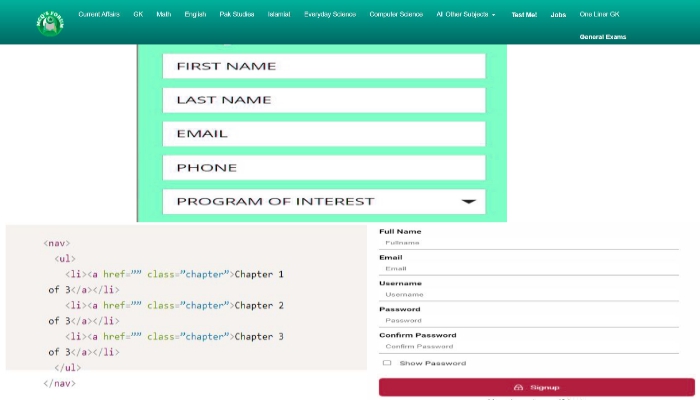 Current Affairs GK Math English Pak Studies Islamiat Everyday Science Computer Science All Other Subjects Test Me! Jobs One Liner GK
General Exams
FIRST NAME
LAST NAME
EMAIL
PHONE
PROGRAM OF INTEREST
<nav>
<ul>
<li><a href="" class="chapter">Chapter 1
of 3</a></li>
<li><a href="" class="chapter">Chapter 2
of 3</a></li>
<li><a href="" class="chapter">Chapter 3
of 3</a></li>
</ul>
</nav>
Full Name
Fullname
Email
Email
Username
Username
Password
Password
Confirm Password
Confirm Password
Show Password
Signup